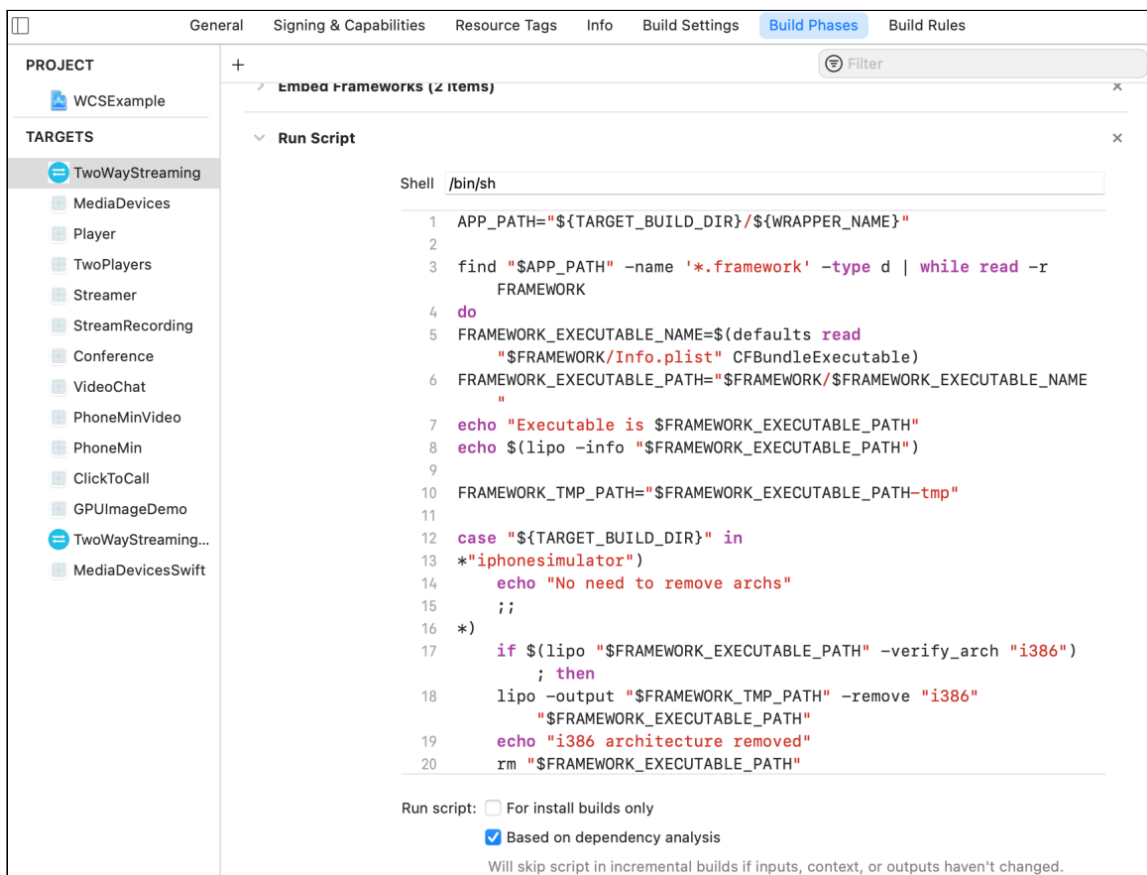 General Signing & Capabilities Resource Tags Info Build Settings Build Phases Build Rules
PROJECT
WCSExample
TARGETS
TwoWayStreaming
MediaDevices
Player
TwoPlayers
Streamer
StreamRecording
Conference
VideoChat
PhoneMinVideo
PhoneMin
ClickToCall
GPUImageDemo
TwoWayStreaming...
MediaDevicesSwift
+ Filter
Embed Frameworks (2 items)
Run Script
Shell /bin/sh
1 APP_PATH="${TARGET_BUILD_DIR}/${WRAPPER_NAME}"
2
3 find "$APP_PATH" -name '*.framework' -type d | while read -r
FRAMEWORK
4 do
5 FRAMEWORK_EXECUTABLE_NAME=$(defaults read
"$FRAMEWORK/Info.plist" CFBundleExecutable)
6 FRAMEWORK_EXECUTABLE_PATH="$FRAMEWORK/$FRAMEWORK_EXECUTABLE_NAME
"
7 echo "Executable is $FRAMEWORK_EXECUTABLE_PATH"
8 echo $(lipo -info "$FRAMEWORK_EXECUTABLE_PATH")
9
10 FRAMEWORK_TMP_PATH="$FRAMEWORK_EXECUTABLE_PATH-tmp"
11
12 case "${TARGET_BUILD_DIR}" in
13 *"iphonesimulator")
14 echo "No need to remove archs"
15 ;;
16 *)
17 if $(lipo "$FRAMEWORK_EXECUTABLE_PATH" -verify_arch "i386")
; then
18 lipo -output "$FRAMEWORK_TMP_PATH" -remove "i386"
"$FRAMEWORK_EXECUTABLE_PATH"
19 echo "i386 architecture removed"
20 rm "$FRAMEWORK_EXECUTABLE_PATH"
Run script: For install builds only
Based on dependency analysis
Will skip script in incremental builds if inputs, context, or outputs haven't changed.